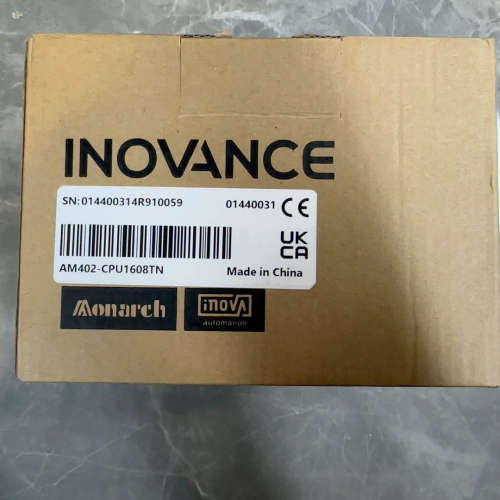 INOVANCE
SN:014400314R910059 01440031 CE
UK
CA
AM402-CPU1608TN Made in China
Monarch inovA
automation